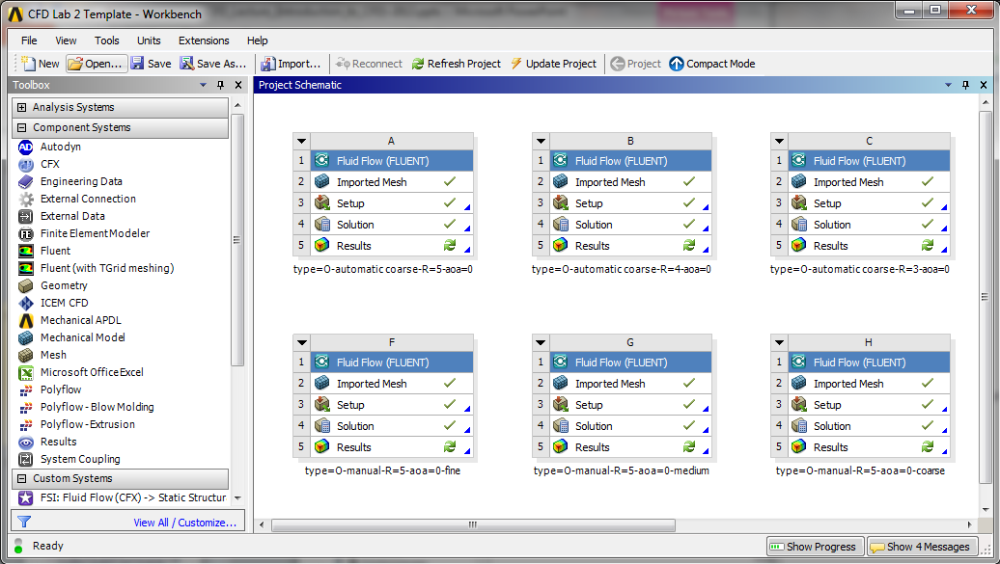 CFD Lab 2 Template - Workbench
File View Tools Units Extensions Help
New Open... Save Save As... Import... Reconnect Refresh Project Update Project Project Compact Mode
Toolbox
Analysis Systems
Component Systems
Autodyn
CFX
Engineering Data
External Connection
External Data
Finite Element Modeler
Fluent
Fluent (with TGrid meshing)
Geometry
ICEM CFD
Mechanical APDL
Mechanical Model
Mesh
Microsoft Office Excel
Polyflow
Polyflow - Blow Molding
Polyflow - Extrusion
Results
System Coupling
Custom Systems
FSI: Fluid Flow (CFX) -> Static Structur
View All / Customize...
Project Schematic
A
1 Fluid Flow (FLUENT)
2 Imported Mesh
3 Setup
4 Solution
5 Results
type=O-automatic coarse-R=5-aoa=0
B
1 Fluid Flow (FLUENT)
2 Imported Mesh
3 Setup
4 Solution
5 Results
type=O-automatic coarse-R=4-aoa=0
C
1 Fluid Flow (FLUENT)
2 Imported Mesh
3 Setup
4 Solution
5 Results
type=O-automatic coarse-R=3-aoa=0
F
1 Fluid Flow (FLUENT)
2 Imported Mesh
3 Setup
4 Solution
5 Results
type=O-manual-R=5-aoa=0-fine
G
1 Fluid Flow (FLUENT)
2 Imported Mesh
3 Setup
4 Solution
5 Results
type=O-manual-R=5-aoa=0-medium
H
1 Fluid Flow (FLUENT)
2 Imported Mesh
3 Setup
4 Solution
5 Results
type=O-manual-R=5-aoa=0-coarse
Ready
Show Progress
Show 4 Messages